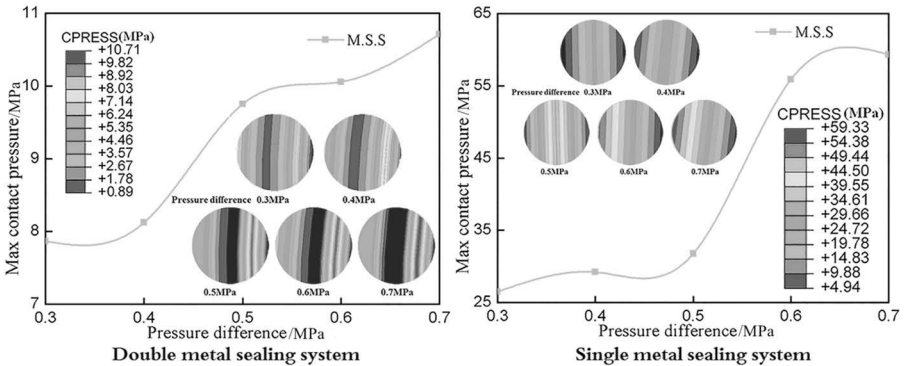 11
10
9
8
7
Max contact pressure/MPa
CPRESS(MPa)
+10.71
+9.82
+8.92
+8.03
+7.14
+6.24
+5.35
+4.46
+3.57
+2.67
+1.78
+0.89
M.S.S
Pressure difference 0.3MPa 0.4MPa
0.5MPa 0.6MPa 0.7MPa
0.3 0.4 0.5 0.6 0.7
Pressure difference/MPa
Double metal sealing system
65
55
45
35
25
Max contact pressure/MPa
M.S.S
Pressure difference 0.3MPa 0.4MPa
0.5MPa 0.6MPa 0.7MPa
CPRESS(MPa)
+59.33
+54.38
+49.44
+44.50
+39.55
+34.61
+29.66
+24.72
+19.78
+14.83
+9.88
+4.94
0.3 0.4 0.5 0.6 0.7
Pressure difference/MPa
Single metal sealing system